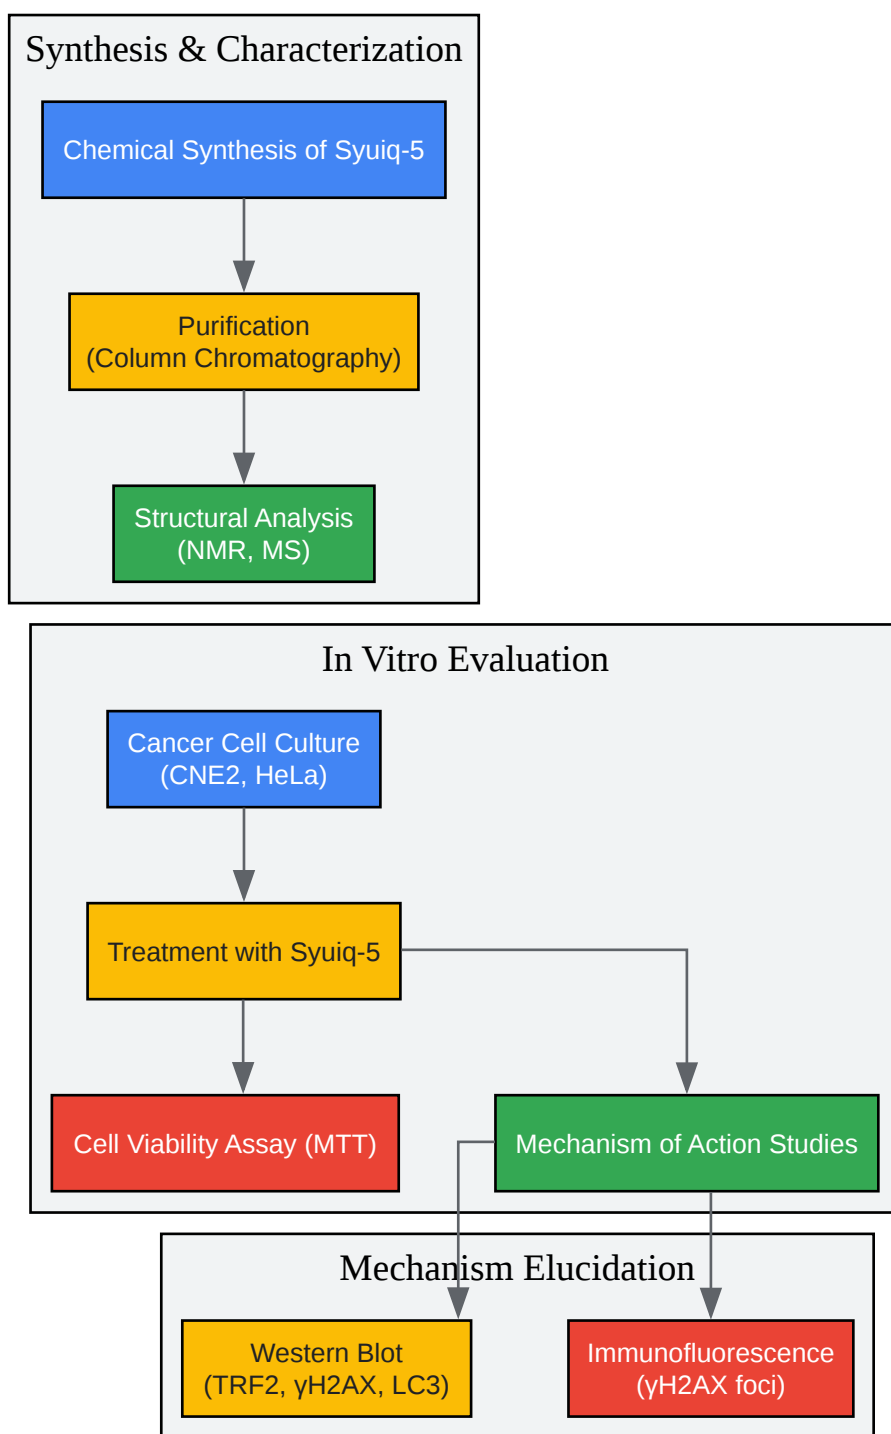 Synthesis & Characterization
Chemical Synthesis of Syuiq-5
Purification
(Column Chromatography)
Structural Analysis
(NMR, MS)
In Vitro Evaluation
Cancer Cell Culture
(CNE2, HeLa)
Treatment with Syuiq-5
Cell Viability Assay (MTT)
Mechanism of Action Studies
Mechanism Elucidation
Western Blot
(TRF2, γH2AX, LC3)
Immunofluorescence
(γH2AX foci)